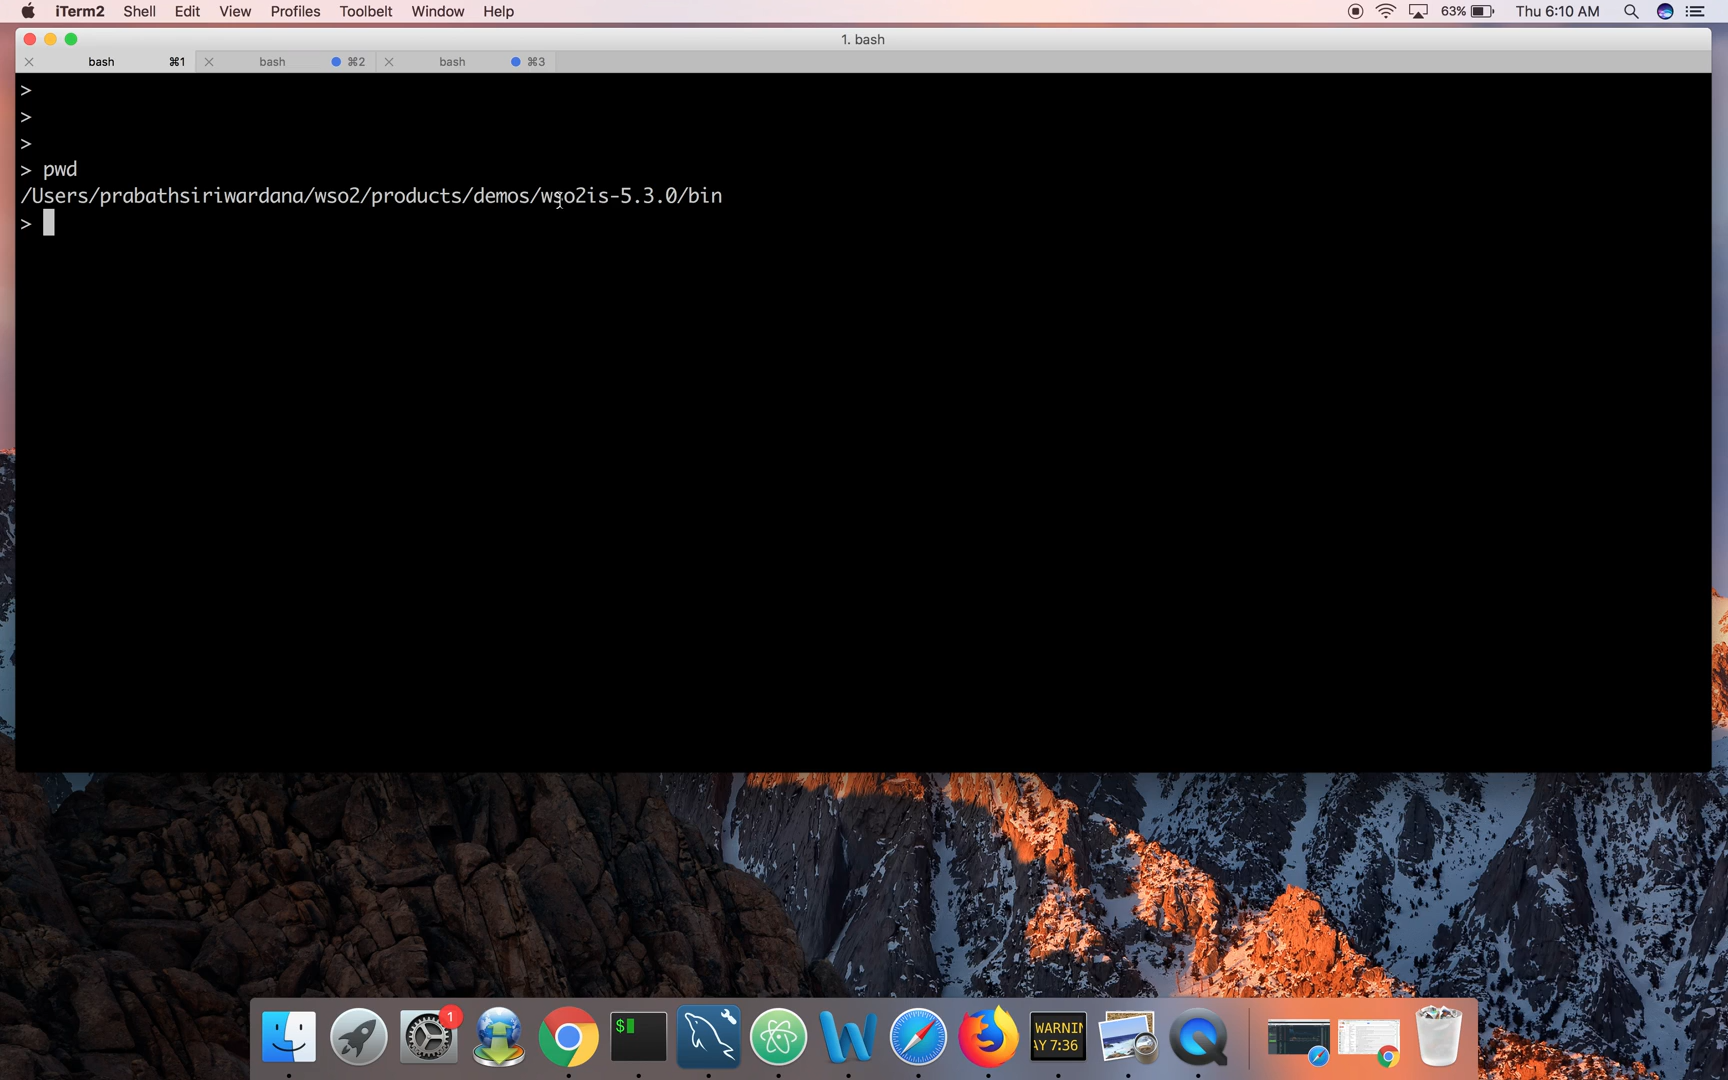 iTerm2 Shell Edit View Profiles Toolbelt Window Help 63% Thu 6:10 AM
1. bash
bash ⌘1 bash ⌘2 bash ⌘3
>
>
>
> pwd
/Users/prabathsiriwardana/wso2/products/demos/wso2is-5.3.0/bin
>
1
$
WARNIN
AY 7:36